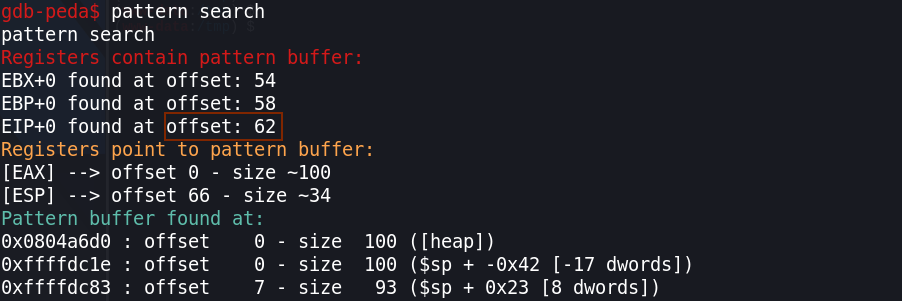 gdb-peda$ pattern search
pattern search
Registers contain pattern buffer:
EBX+0 found at offset: 54
EBP+0 found at offset: 58
EIP+0 found at offset: 62
Registers point to pattern buffer:
[EAX] --> offset 0 - size ~100
[ESP] --> offset 66 - size ~34
Pattern buffer found at:
0x0804a6d0 : offset    0 - size  100 ([heap])
0xffffdc1e : offset    0 - size  100 ($sp + -0x42 [-17 dwords])
0xffffdc83 : offset    7 - size   93 ($sp + 0x23 [8 dwords])